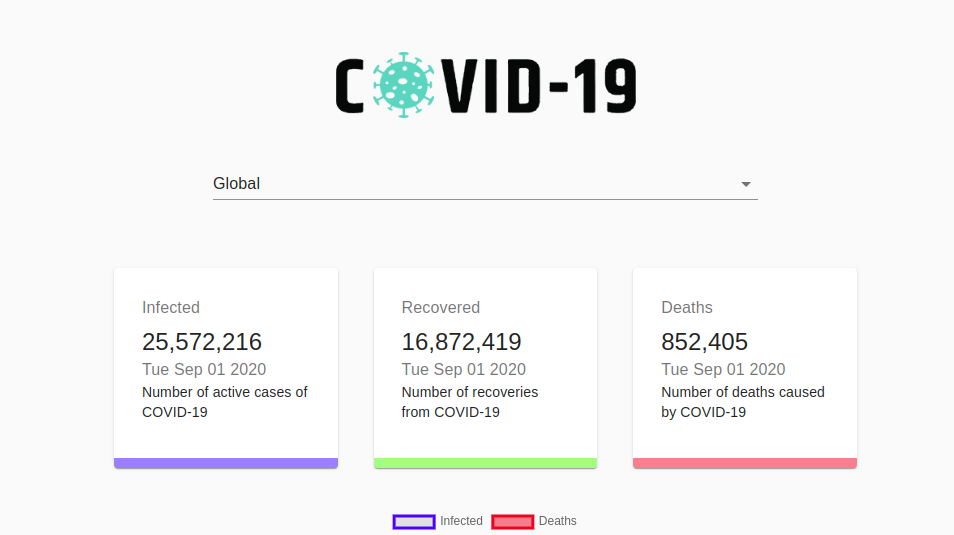 COVID-19
Global
Infected
25,572,216
Tue Sep 01 2020
Number of active cases of
COVID-19
Recovered
16,872,419
Tue Sep 01 2020
Number of recoveries
from COVID-19
Deaths
852,405
Tue Sep 01 2020
Number of deaths caused
by COVID-19
Infected Deaths